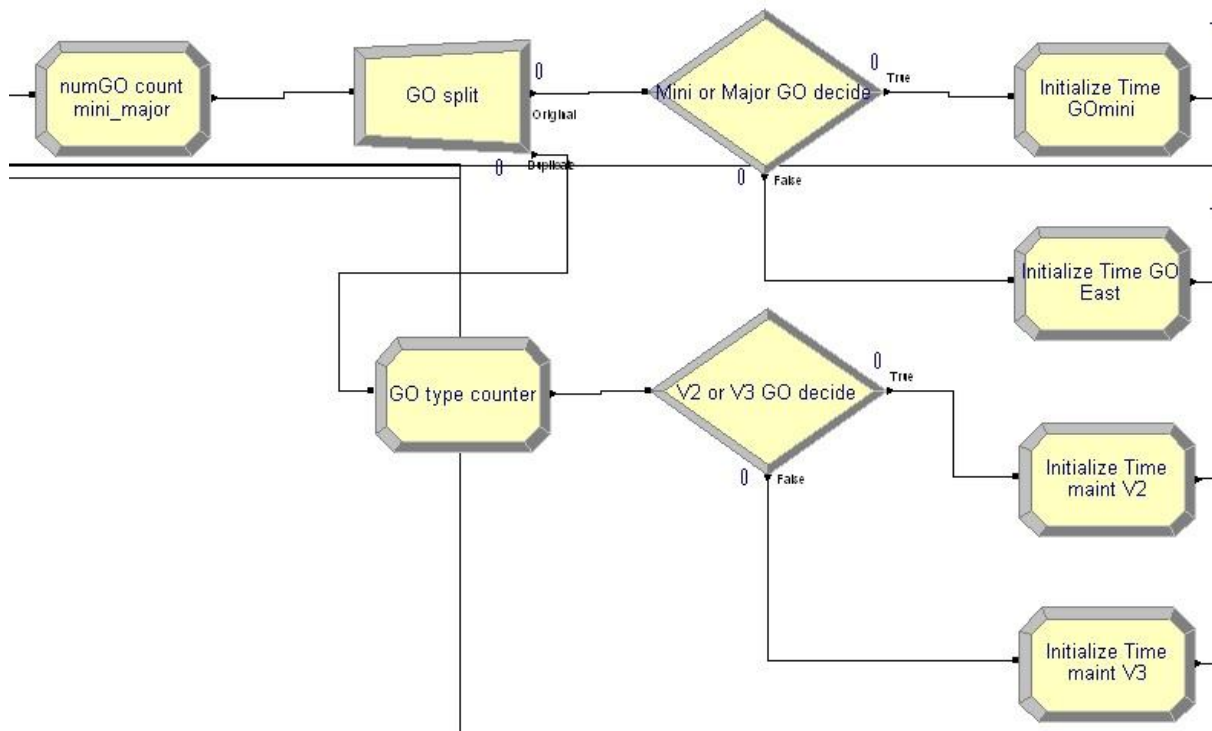 numGO count
mini_major
GO split
0
Original
0
Duplicate
Mini or Major GO decide
0
True
0
False
Initialize Time
GOmini
Initialize Time GO
East
GO type counter
V2 or V3 GO decide
0
True
0
False
Initialize Time
maint V2
Initialize Time
maint V3